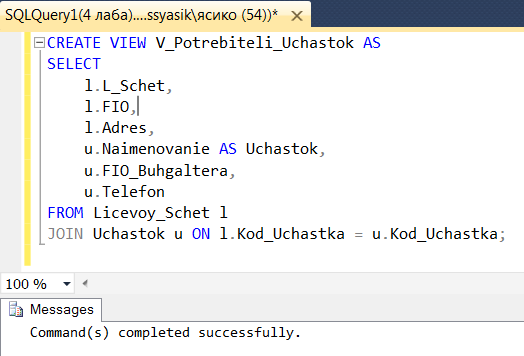 SQLQuery1(4 лаба)....ssyasik\ясико (54))* ×
CREATE VIEW V_Potrebiteli_Uchastok AS
SELECT
l.L_Schet,
l.FIO,
l.Adres,
u.Naimenovanie AS Uchastok,
u.FIO_Buhgaltera,
u.Telefon
FROM Licevoy_Schet l
JOIN Uchastok u ON l.Kod_Uchastka = u.Kod_Uchastka;
100 %
Messages
Command(s) completed successfully.